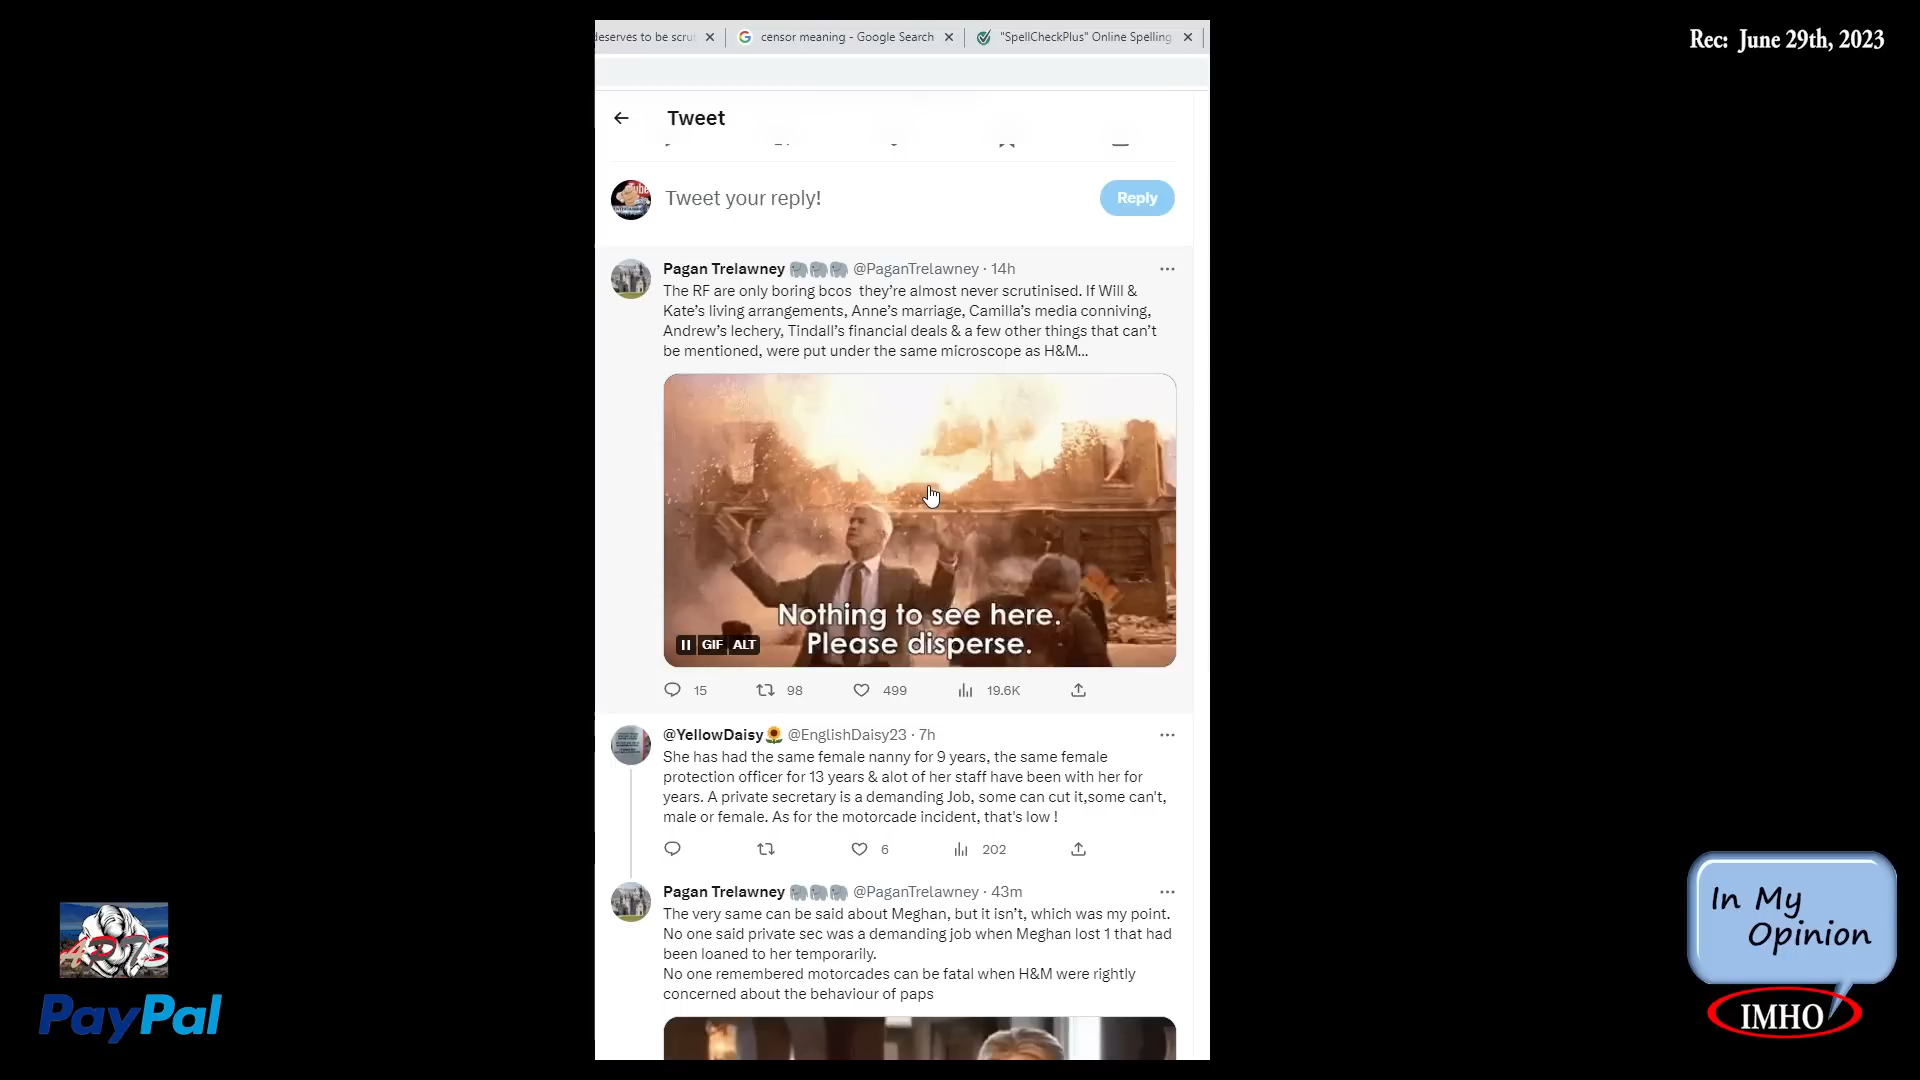 deserves to be scru
censor meaning - Google Search
"SpellCheckPlus" Online Spelling
Rec: June 29th, 2023
Tweet
Tweet your reply!
Reply
Pagan Trelawney 🐘🐘🐘 @PaganTrelawney · 14h
The RF are only boring bcos they’re almost never scrutinised. If Will &
Kate’s living arrangements, Anne’s marriage, Camilla’s media conniving,
Andrew’s lechery, Tindall’s financial deals & a few other things that can’t
be mentioned, were put under the same microscope as H&M...
Nothing to see here.
Please disperse.
GIF ALT
15 98 499 19.6K
@YellowDaisy🌻 @EnglishDaisy23 · 7h
She has had the same female nanny for 9 years, the same female
protection officer for 13 years & alot of her staff have been with her for
years. A private secretary is a demanding Job, some can cut it,some can't,
male or female. As for the motorcade incident, that's low !
6 202
Pagan Trelawney 🐘🐘🐘 @PaganTrelawney · 43m
The very same can be said about Meghan, but it isn’t, which was my point.
No one said private sec was a demanding job when Meghan lost 1 that had
been loaned to her temporarily.
No one remembered motorcades can be fatal when H&M were rightly
concerned about the behaviour of paps
PayPal
In My
Opinion
IMHO